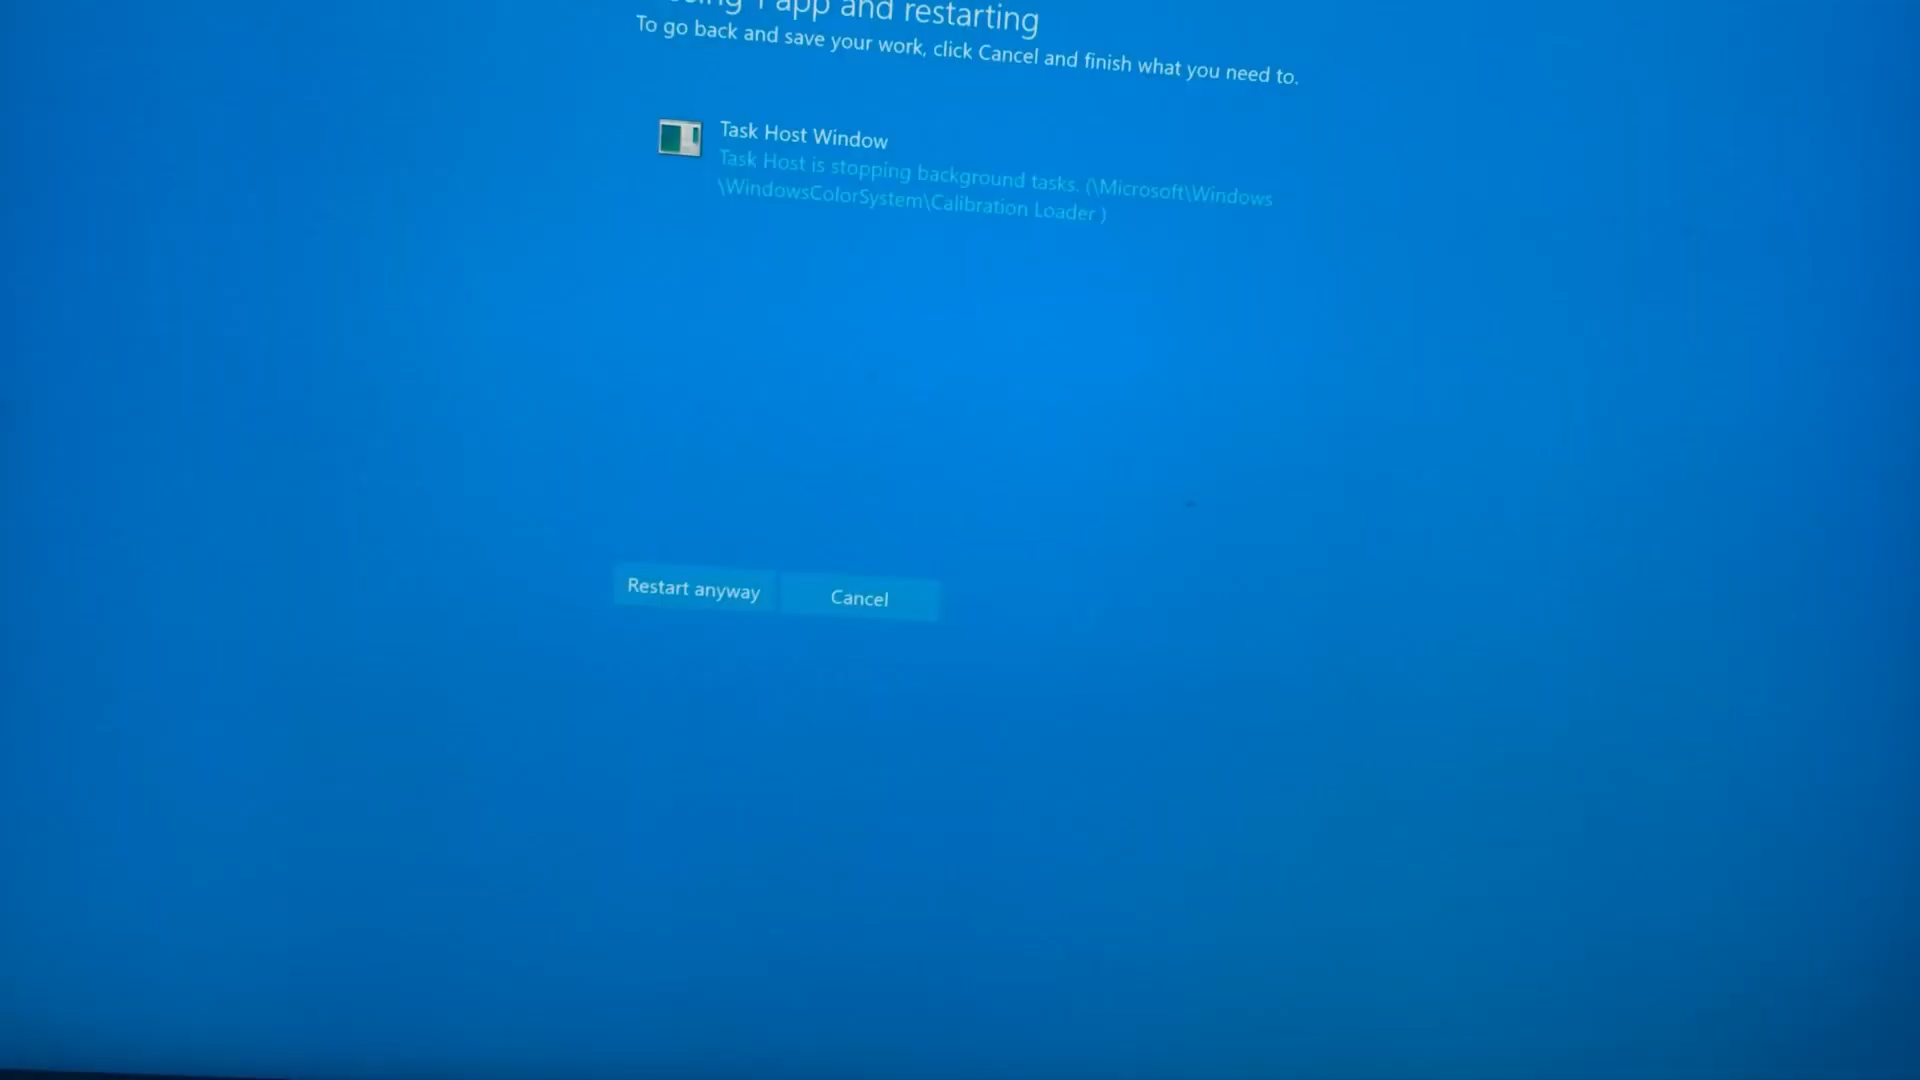 app and restarting
To go back and save your work, click Cancel and finish what you need to.
Task Host Window
Task Host is stopping background tasks. (\Microsoft\Windows
\WindowsColorSystem\Calibration Loader )
Restart anyway
Cancel